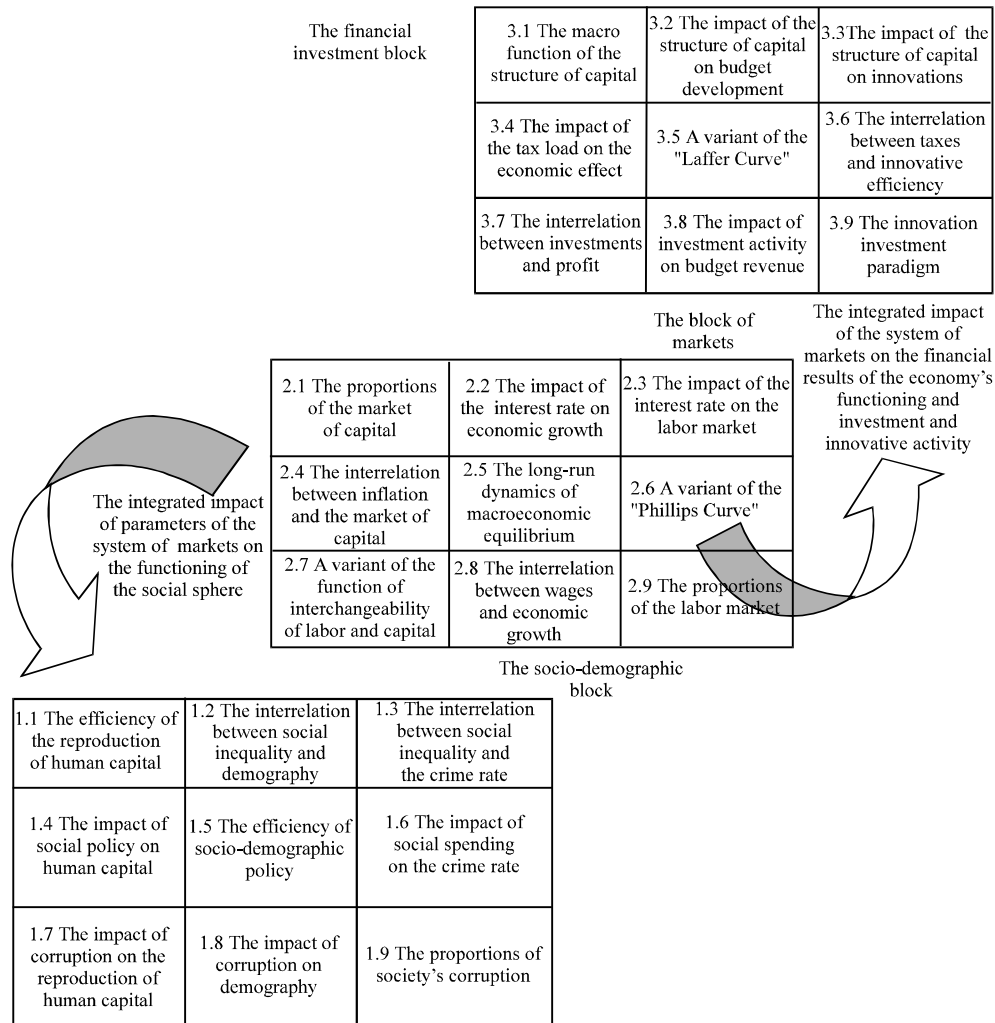 The financial
investment block
3.1 The macro
function of the
structure of capital
3.2 The impact of the
structure of capital
on budget
development
3.3The impact of the
structure of capital
on innovations
3.4 The impact of
the tax load on the
economic effect
3.5 A variant of the
"Laffer Curve"
3.6 The interrelation
between taxes
and innovative
efficiency
3.7 The interrelation
between investments
and profit
3.8 The impact of
investment activity
on budget revenue
3.9 The innovation
investment
paradigm
The block of
markets
The integrated impact
of the system of
markets on the financial
results of the economy’s
functioning and
investment and
innovative activity
2.1 The proportions
of the market
of capital
2.2 The impact of
the interest rate on
economic growth
2.3 The impact of the
interest rate on the
labor market
2.4 The interrelation
between inflation
and the market of
capital
2.5 The long-run
dynamics of
macroeconomic
equilibrium
2.6 A variant of the
"Phillips Curve"
2.7 A variant of the
function of
interchangeability
of labor and capital
2.8 The interrelation
between wages
and economic
growth
2.9 The proportions
of the labor market
The integrated impact
of parameters of the
system of markets on
the functioning of
the social sphere
The socio-demographic
block
1.1 The efficiency of
the reproduction
of human capital
1.2 The interrelation
between social
inequality and
demography
1.3 The interrelation
between social
inequality and
the crime rate
1.4 The impact of
social policy on
human capital
1.5 The efficiency of
socio-demographic
policy
1.6 The impact of
social spending
on the crime rate
1.7 The impact of
corruption on the
reproduction of
human capital
1.8 The impact of
corruption on
demography
1.9 The proportions of
society’s corruption